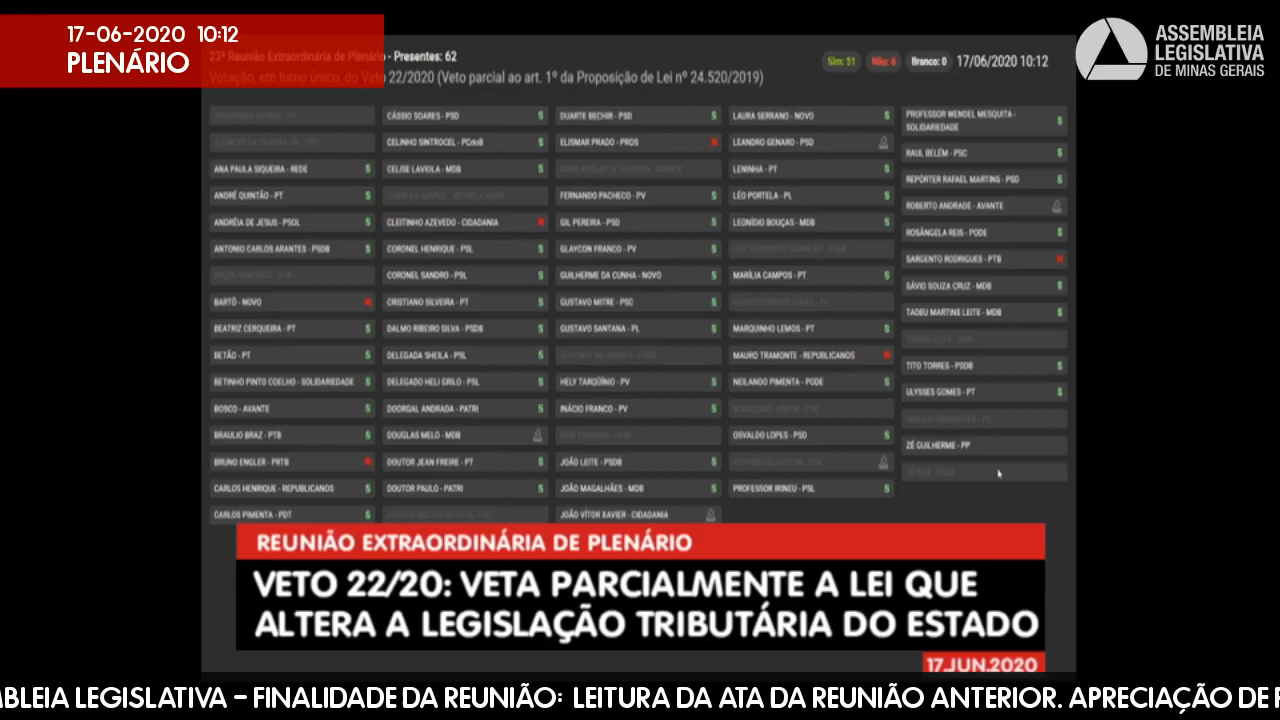 17-06-2020 10:12
PLENÁRIO
23ª Reunião Extraordinária de Plenário - Presentes: 62
Votação, em turno único, do Veto 22/2020 (Veto parcial ao art. 1º da Proposição de Lei nº 24.520/2019)
Sim: 51 Não: 6 Branco: 0 17/06/2020 10:12
ASSEMBLEIA
LEGISLATIVA
DE MINAS GERAIS
ANA PAULA SIQUEIRA - REDE S
ANDRÉ QUINTÃO - PT S
ANDRÉIA DE JESUS - PSOL S
ANTONIO CARLOS ARANTES - PSDB S
BARTÔ - NOVO N
BEATRIZ CERQUEIRA - PT S
BETÃO - PT S
BETINHO PINTO COELHO - SOLIDARIEDADE S
BOSCO - AVANTE S
BRAULIO BRAZ - PTB S
BRUNO ENGLER - PRTB N
CARLOS HENRIQUE - REPUBLICANOS S
CARLOS PIMENTA - PDT S
CÁSSIO SOARES - PSD S
CELINHO SINTROCEL - PCdoB S
CELISE LAVIOLA - MDB S
CLEITINHO AZEVEDO - CIDADANIA N
CORONEL HENRIQUE - PSL S
CORONEL SANDRO - PSL S
CRISTIANO SILVEIRA - PT S
DALMO RIBEIRO SILVA - PSDB S
DELEGADA SHEILA - PSL S
DELEGADO HELI GRILO - PSL S
DOORGAL ANDRADA - PATRI S
DOUGLAS MELO - MDB
DOUTOR JEAN FREIRE - PT S
DOUTOR PAULO - PATRI S
DUARTE BECHIR - PSD S
ELISMAR PRADO - PROS N
FERNANDO PACHECO - PV S
GIL PEREIRA - PSD S
GLAYCON FRANCO - PV S
GUILHERME DA CUNHA - NOVO S
GUSTAVO MITRE - PSC S
GUSTAVO SANTANA - PL S
HELY TARQÜÍNIO - PV S
INÁCIO FRANCO - PV S
JOÃO LEITE - PSDB S
JOÃO MAGALHÃES - MDB S
JOÃO VÍTOR XAVIER - CIDADANIA
LAURA SERRANO - NOVO S
LEANDRO GENARO - PSD
LENINHA - PT S
LÉO PORTELA - PL S
LEONÍDIO BOUÇAS - MDB S
MARÍLIA CAMPOS - PT S
MARQUINHO LEMOS - PT S
MAURO TRAMONTE - REPUBLICANOS N
NEILANDO PIMENTA - PODE S
OSVALDO LOPES - PSD S
PROFESSOR IRINEU - PSL S
PROFESSOR WENDEL MESQUITA -
SOLIDARIEDADE S
RAUL BELÉM - PSC S
REPÓRTER RAFAEL MARTINS - PSD S
ROBERTO ANDRADE - AVANTE
ROSÂNGELA REIS - PODE S
SARGENTO RODRIGUES - PTB N
SÁVIO SOUZA CRUZ - MDB S
TADEU MARTINS LEITE - MDB S
TITO TORRES - PSDB S
ULYSSES GOMES - PT S
ZÉ GUILHERME - PP
REUNIÃO EXTRAORDINÁRIA DE PLENÁRIO
VETO 22/20: VETA PARCIALMENTE A LEI QUE
ALTERA A LEGISLAÇÃO TRIBUTÁRIA DO ESTADO
17.JUN.2020
MBLEIA LEGISLATIVA – FINALIDADE DA REUNIÃO: LEITURA DA ATA DA REUNIÃO ANTERIOR. APRECIAÇÃO DE